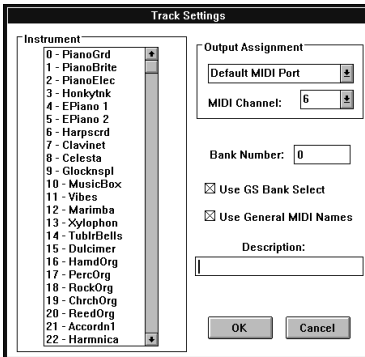 Track Settings
Instrument
0 - PianoGrd
1 - PianoBrite
2 - PianoElec
3 - Honkytnk
4 - EPiano 1
5 - EPiano 2
6 - Harpscrd
7 - Clavinet
8 - Celesta
9 - Glocknspl
10 - MusicBox
11 - Vibes
12 - Marimba
13 - Xylophon
14 - TublrBells
15 - Dulcimer
16 - HamdOrg
17 - PercOrg
18 - RockOrg
19 - ChrchOrg
20 - ReedOrg
21 - Accordn1
22 - Harmnica
Output Assignment
Default MIDI Port
MIDI Channel: 6
Bank Number: 0
Use GS Bank Select
Use General MIDI Names
Description:
OK Cancel